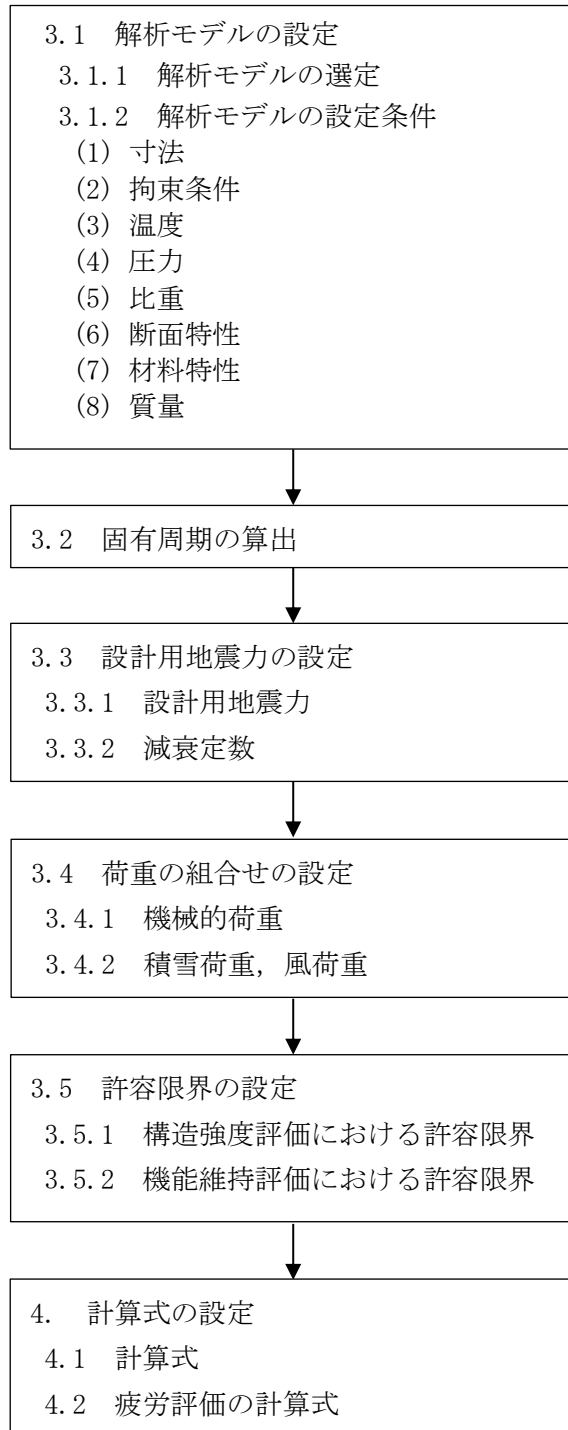 3.1 解析モデルの設定
3.1.1 解析モデルの選定
3.1.2 解析モデルの設定条件
(1) 寸法
(2) 拘束条件
(3) 温度
(4) 圧力
(5) 比重
(6) 断面特性
(7) 材料特性
(8) 質量
3.2 固有周期の算出
3.3 設計用地震力の設定
3.3.1 設計用地震力
3.3.2 減衰定数
3.4 荷重の組合せの設定
3.4.1 機械的荷重
3.4.2 積雪荷重，風荷重
3.5 許容限界の設定
3.5.1 構造強度評価における許容限界
3.5.2 機能維持評価における許容限界
4. 計算式の設定
4.1 計算式
4.2 疲労評価の計算式